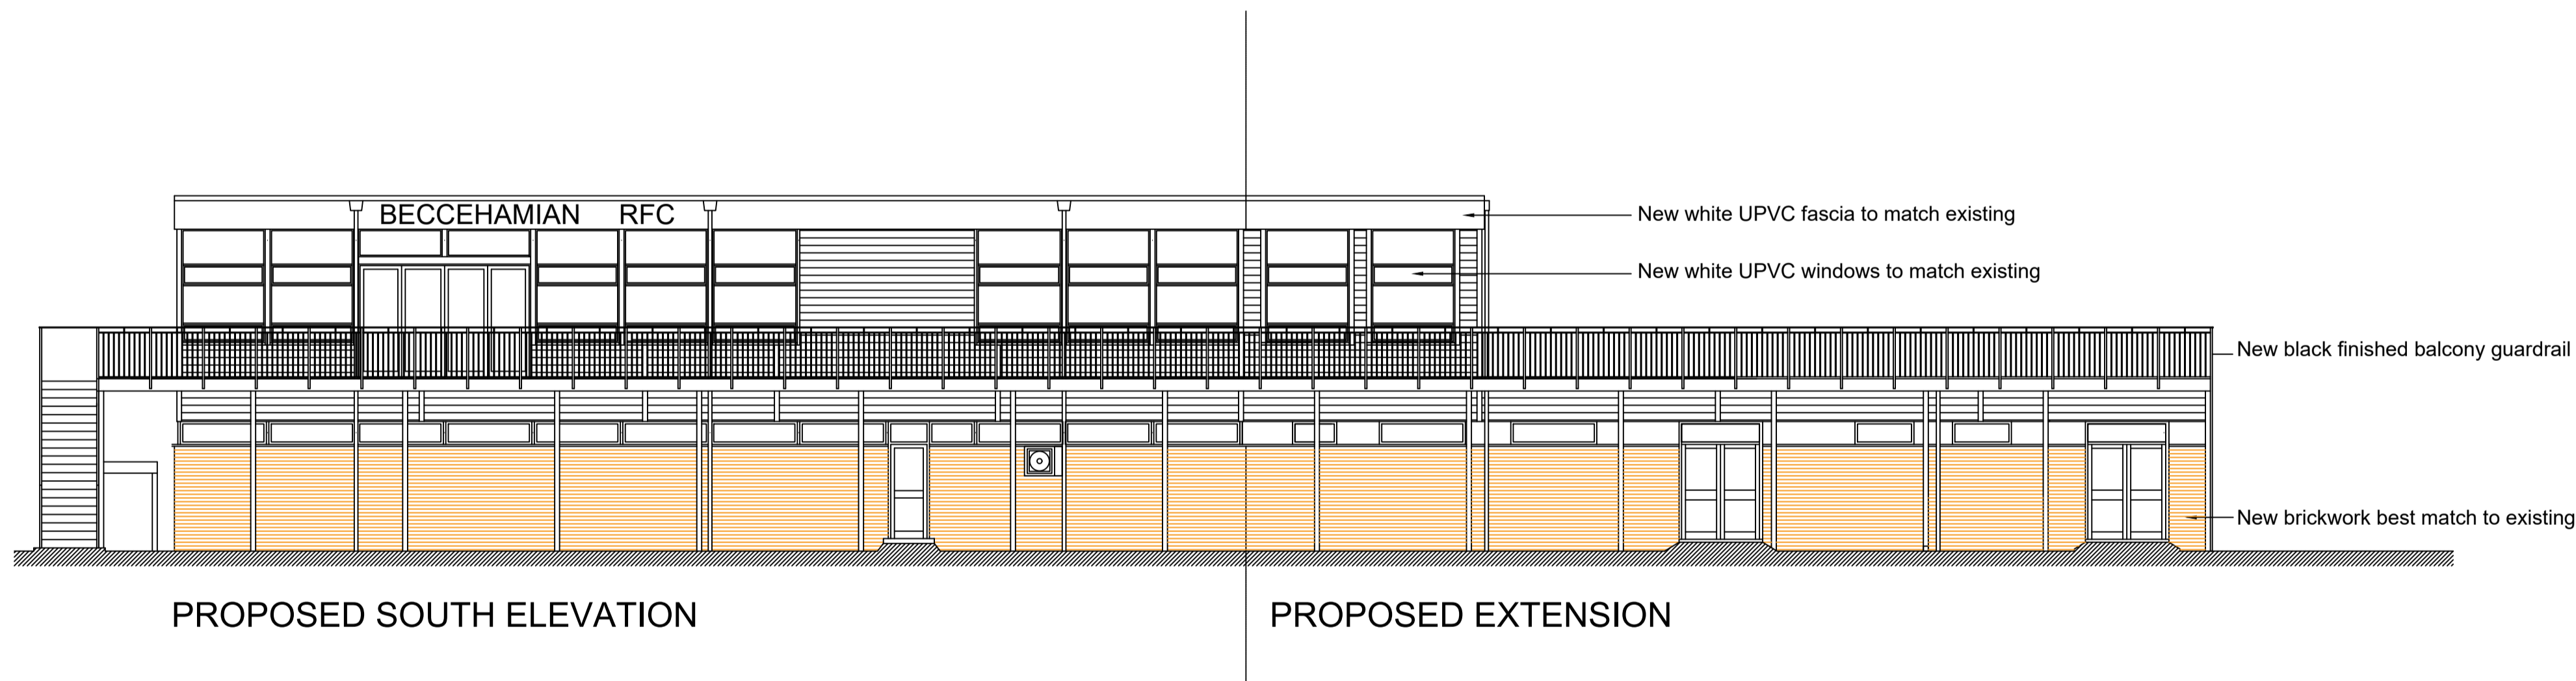 BECCEHAMIAN RFC
New white UPVC fascia to match existing
New white UPVC windows to match existing
New black finished balcony guardrail
New brickwork best match to existing
PROPOSED SOUTH ELEVATION
PROPOSED EXTENSION